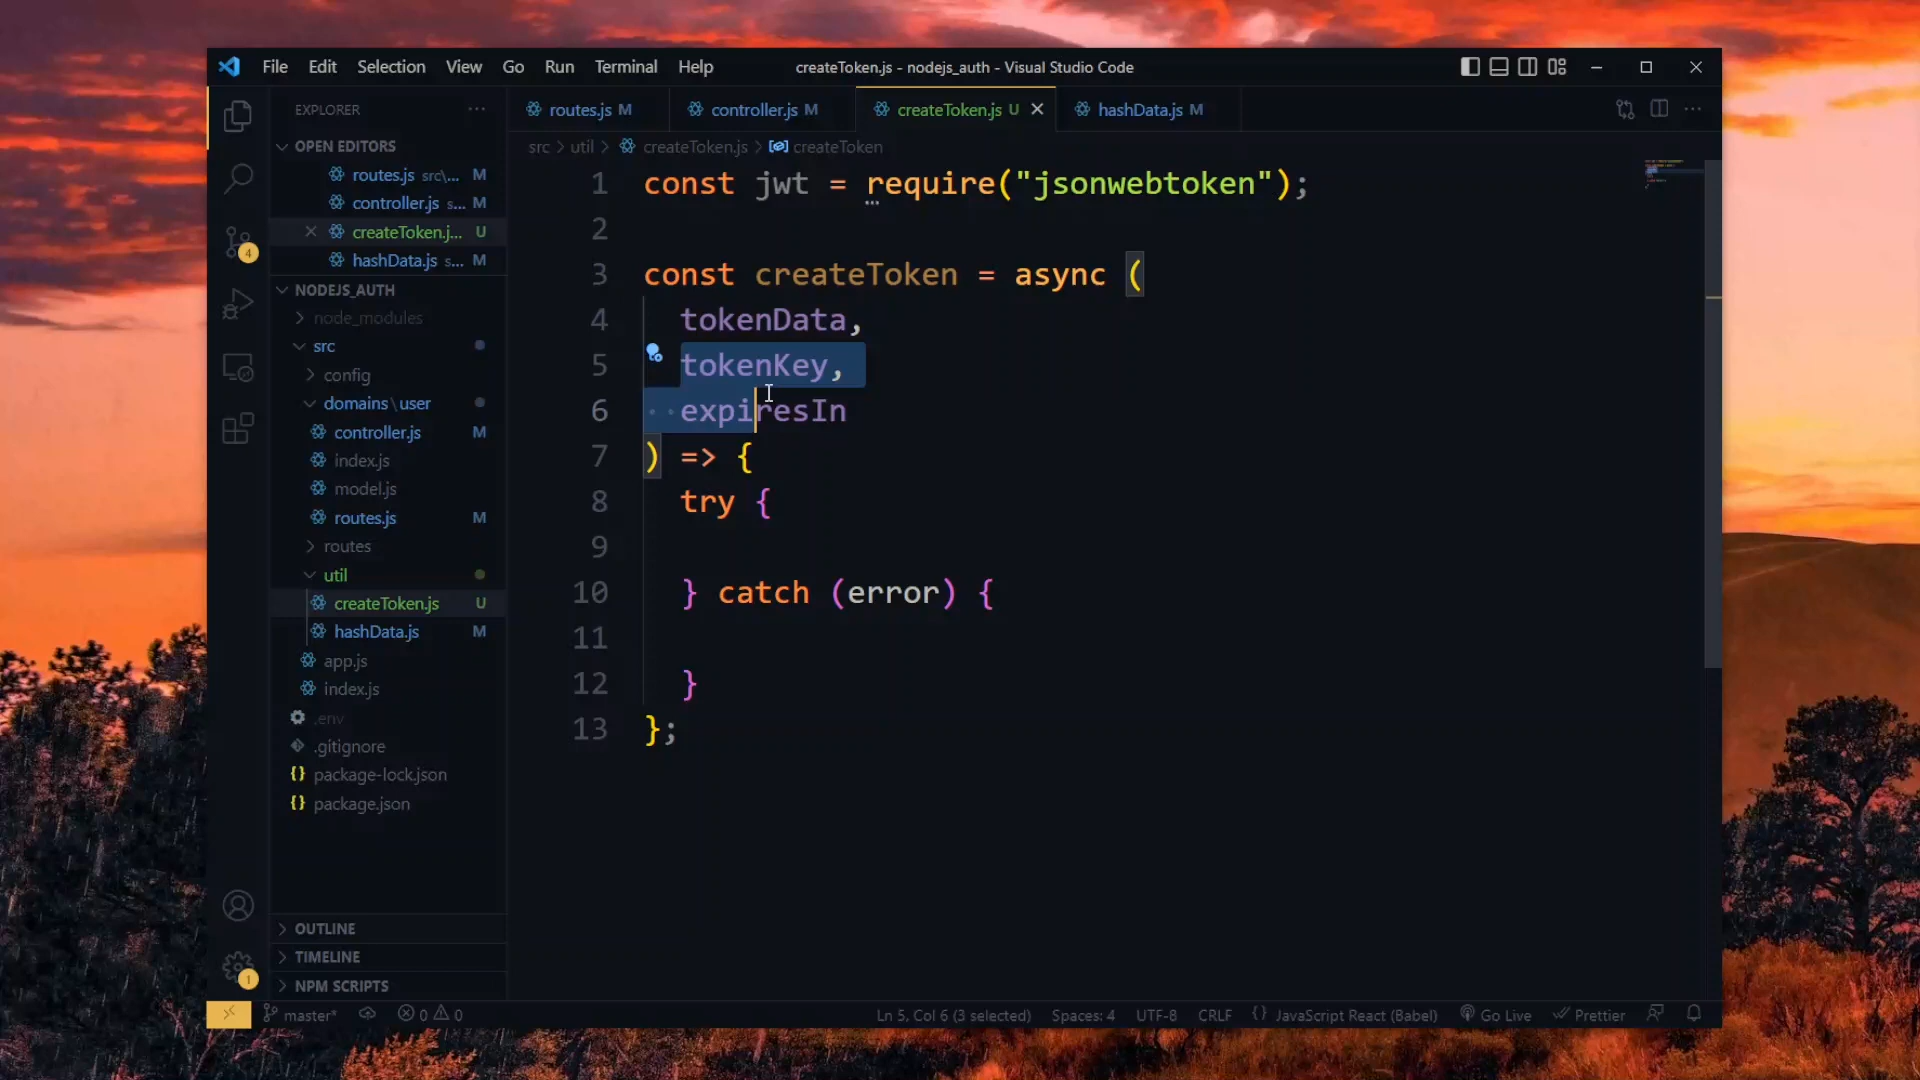 File Edit Selection View Go Run Terminal Help
createToken.js - nodejs_auth - Visual Studio Code
EXPLORER
OPEN EDITORS
routes.js src\... M
controller.js s... M
createToken.j... U
hashData.js s... M
NODEJS_AUTH
node_modules
src
config
domains\user
controller.js M
index.js
model.js
routes.js M
routes
util
createToken.js U
hashData.js M
app.js
index.js
.env
.gitignore
package-lock.json
package.json
OUTLINE
TIMELINE
NPM SCRIPTS
4
1
routes.js M
controller.js M
createToken.js U
hashData.js M
src > util > createToken.js > createToken
1 const jwt = require("jsonwebtoken");
2
3 const createToken = async (
4 tokenData,
5 tokenKey,
6 expiresIn
7 ) => {
8 try {
9
10 } catch (error) {
11
12 }
13 };
master* 0 0
Ln 5, Col 6 (3 selected) Spaces: 4 UTF-8 CRLF {} JavaScript React (Babel) Go Live Prettier